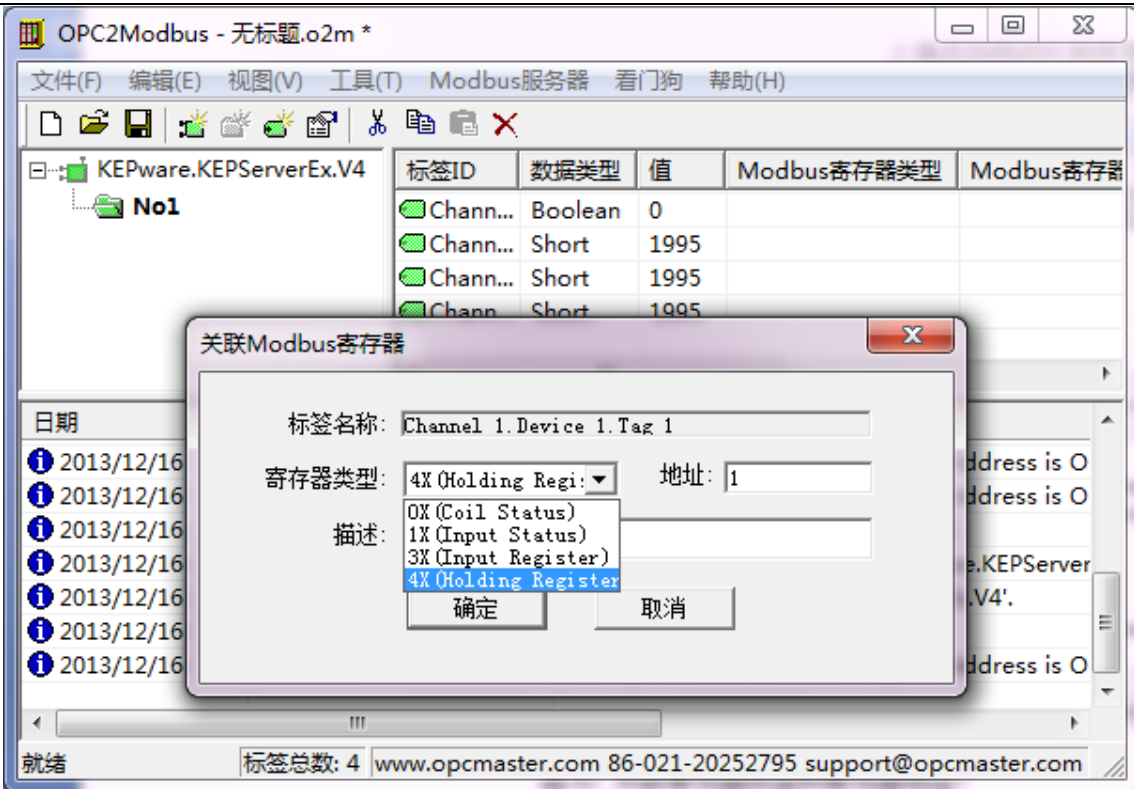 OPC2Modbus - 无标题.o2m *
文件(F) 编辑(E) 视图(V) 工具(T) Modbus服务器 看门狗 帮助(H)
KEPware.KEPServerEx.V4
No1
标签ID 数据类型 值 Modbus寄存器类型 Modbus寄存器
Chann... Boolean 0
Chann... Short 1995
Chann... Short 1995
Chann... Short 1995
关联Modbus寄存器
标签名称: Channel 1.Device 1.Tag 1
寄存器类型: 4X(Holding Regi: 地址: 1
0X(Coil Status)
1X(Input Status)
3X(Input Register)
4X(Holding Register
描述:
确定 取消
日期
2013/12/16 ddress is O
2013/12/16 ddress is O
2013/12/16
2013/12/16 e.KEPServer
2013/12/16 .V4'.
2013/12/16
2013/12/16 ddress is O
就绪 标签总数: 4 www.opcmaster.com 86-021-20252795 support@opcmaster.com